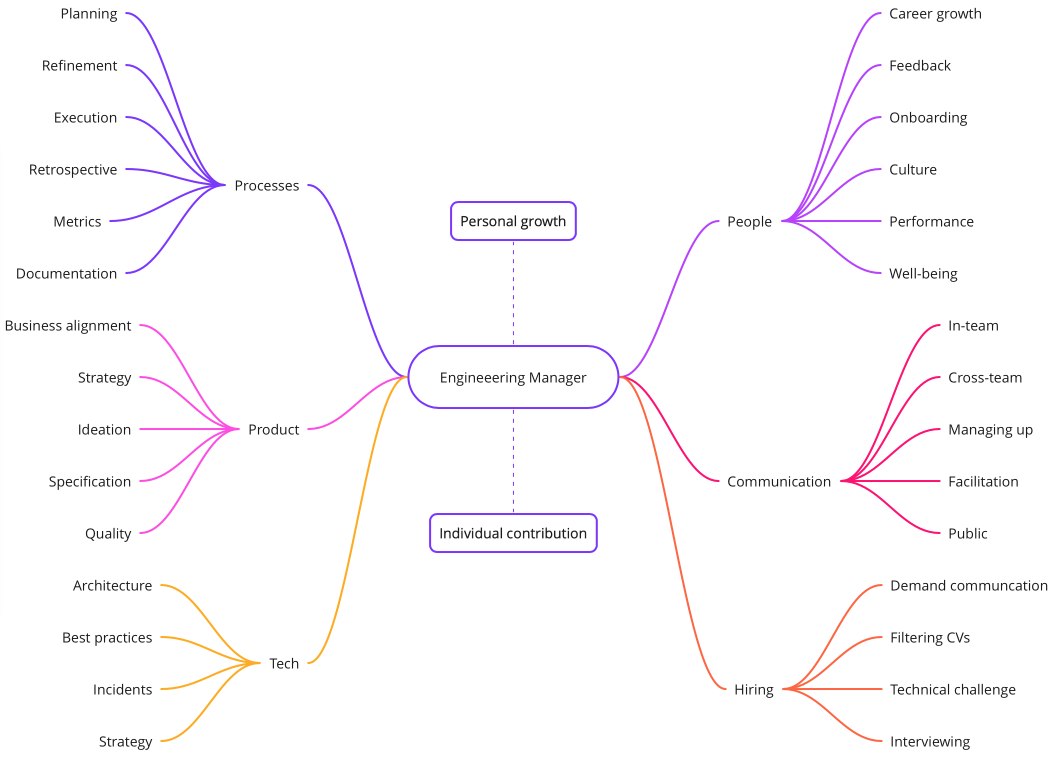 Planning
Refinement
Execution
Retrospective
Metrics
Documentation
Processes
Business alignment
Strategy
Ideation
Specification
Quality
Product
Architecture
Best practices
Incidents
Strategy
Tech
Personal growth
Engineeering Manager
Individual contribution
People
Career growth
Feedback
Onboarding
Culture
Performance
Well-being
Communication
In-team
Cross-team
Managing up
Facilitation
Public
Hiring
Demand communcation
Filtering CVs
Technical challenge
Interviewing